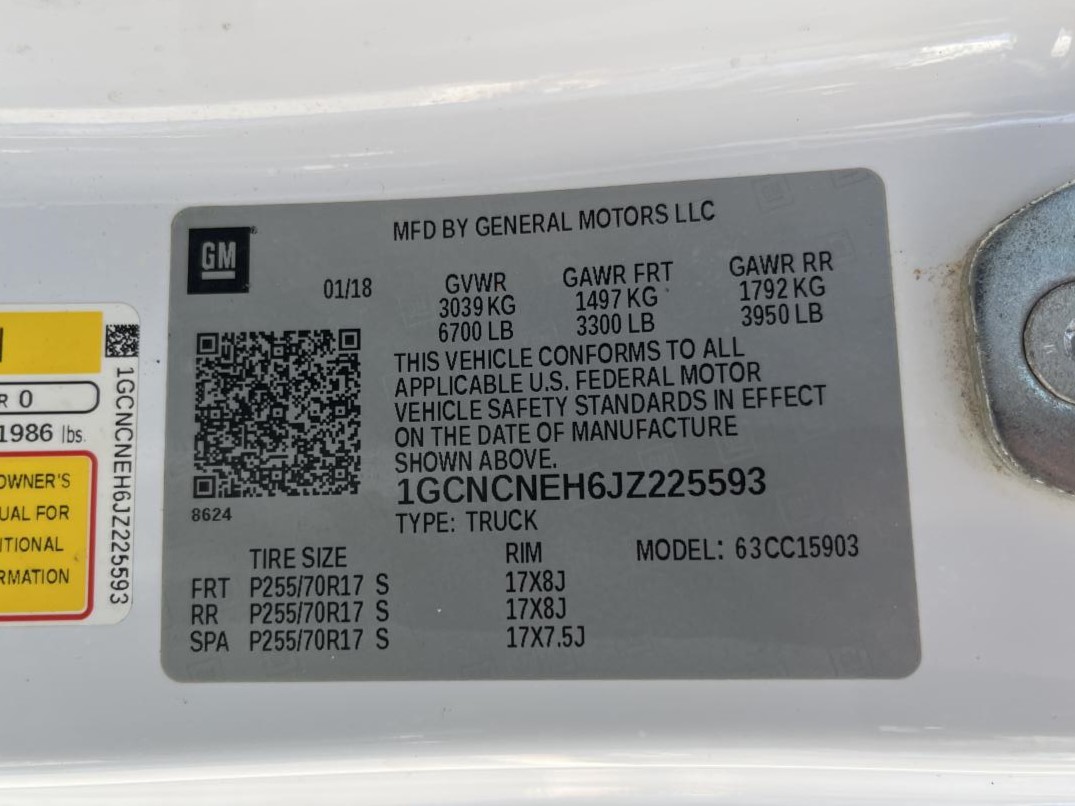 GM
MFD BY GENERAL MOTORS LLC
01/18
GVWR GAWR FRT GAWR RR
3039 KG 1497 KG 1792 KG
6700 LB 3300 LB 3950 LB
THIS VEHICLE CONFORMS TO ALL
APPLICABLE U.S. FEDERAL MOTOR
VEHICLE SAFETY STANDARDS IN EFFECT
ON THE DATE OF MANUFACTURE
SHOWN ABOVE.
1GCNCNEH6JZ225593
8624
TYPE: TRUCK
TIRE SIZE RIM MODEL: 63CC15903
FRT P255/70R17 S 17X8J
RR P255/70R17 S 17X8J
SPA P255/70R17 S 17X7.5J
R 0
1986 lbs.
OWNER'S
UAL FOR
ITIONAL
RMATION
1GCNCNEH6JZ225593